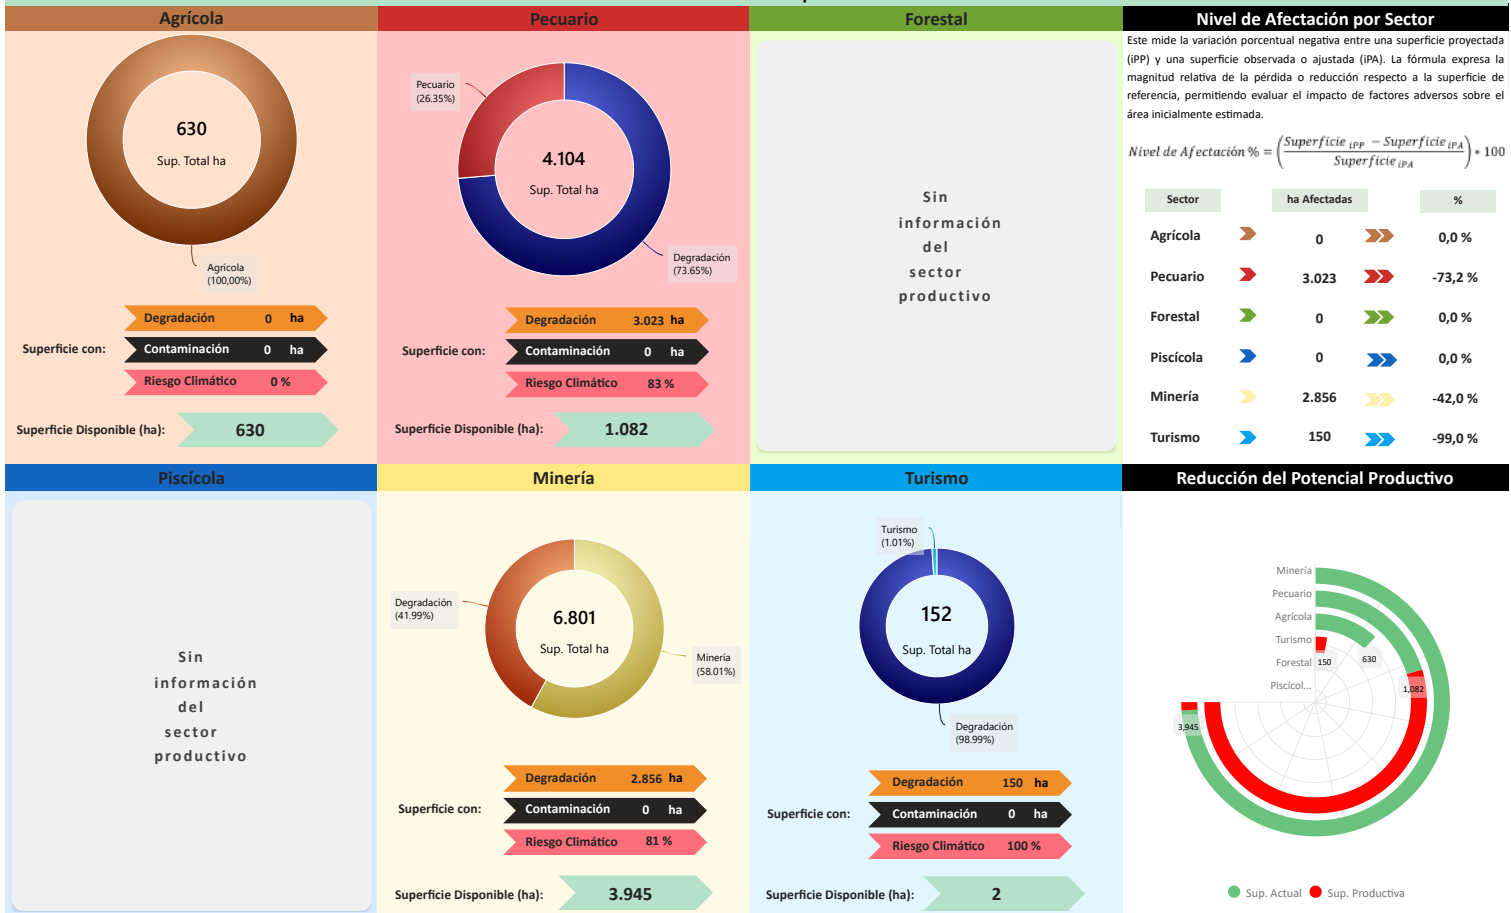 Agrícola
630
Sup. Total ha
Agrícola
(100,00%)
Superficie con:
Degradación 0 ha
Contaminación 0 ha
Riesgo Climático 0 %
Superficie Disponible (ha): 630
Pecuario
Pecuario
(26.35%)
4.104
Sup. Total ha
Degradación
(73.65%)
Superficie con:
Degradación 3.023 ha
Contaminación 0 ha
Riesgo Climático 83 %
Superficie Disponible (ha): 1.082
Forestal
Sin
información
del
sector
productivo
Nivel de Afectación por Sector
Este mide la variación porcentual negativa entre una superficie proyectada
(iPP) y una superficie observada o ajustada (iPA). La fórmula expresa la
magnitud relativa de la pérdida o reducción respecto a la superficie de
referencia, permitiendo evaluar el impacto de factores adversos sobre el
área inicialmente estimada.
Nivel de Afectación % = (Superficie iPP − Superficie iPA / Superficie iPA) * 100
Sector ha Afectadas %
Agrícola 0 0,0 %
Pecuario 3.023 -73,2 %
Forestal 0 0,0 %
Piscícola 0 0,0 %
Minería 2.856 -42,0 %
Turismo 150 -99,0 %
Piscícola
Sin
información
del
sector
productivo
Minería
Degradación
(41.99%)
6.801
Sup. Total ha
Minería
(58.01%)
Superficie con:
Degradación 2.856 ha
Contaminación 0 ha
Riesgo Climático 81 %
Superficie Disponible (ha): 3.945
Turismo
Turismo
(1.01%)
152
Sup. Total ha
Degradación
(98.99%)
Superficie con:
Degradación 150 ha
Contaminación 0 ha
Riesgo Climático 100 %
Superficie Disponible (ha): 2
Reducción del Potencial Productivo
Minería
Pecuario
Agrícola
Turismo
Forestal
Piscícol...
150
630
1,082
3,945
Sup. Actual
Sup. Productiva